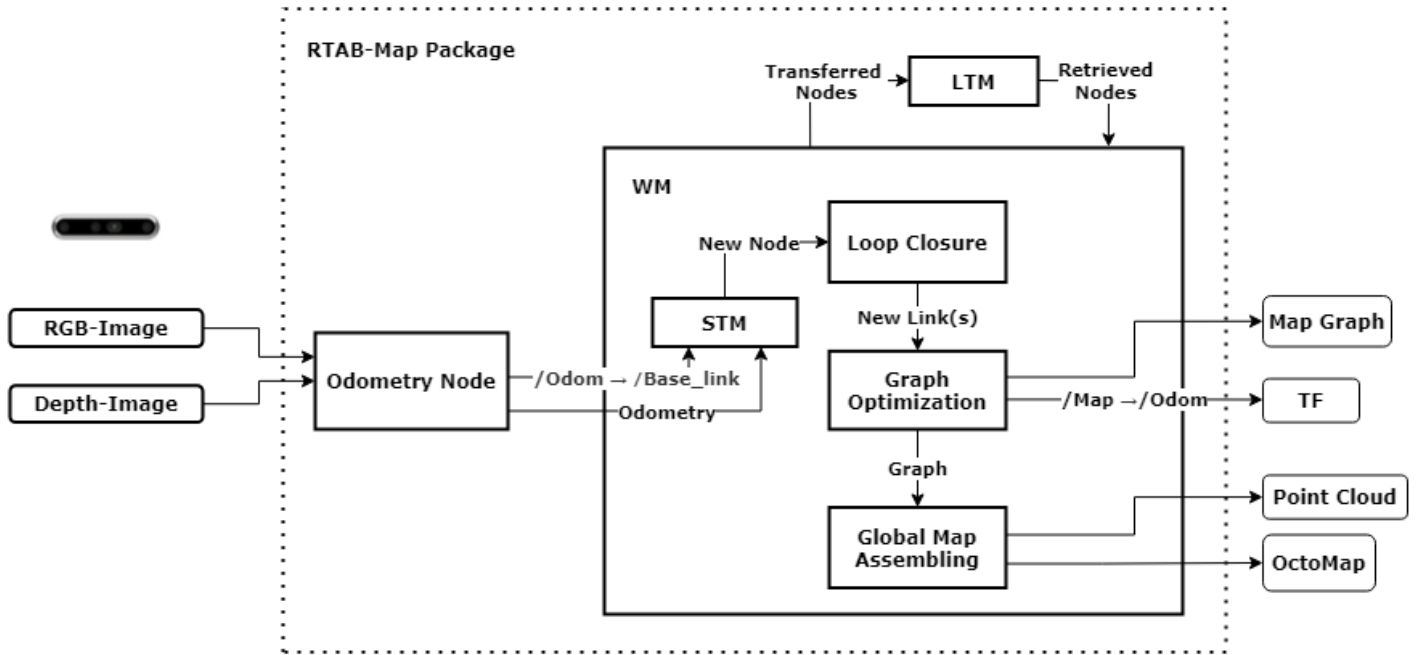 RTAB-Map Package
Transferred
Nodes
LTM
Retrieved
Nodes
WM
New Node
Loop Closure
RGB-Image
Depth-Image
Odometry Node
STM
/Odom → /Base_link
Odometry
New Link(s)
Graph
Optimization
/Map →/Odom
Graph
Global Map
Assembling
Map Graph
TF
Point Cloud
OctoMap